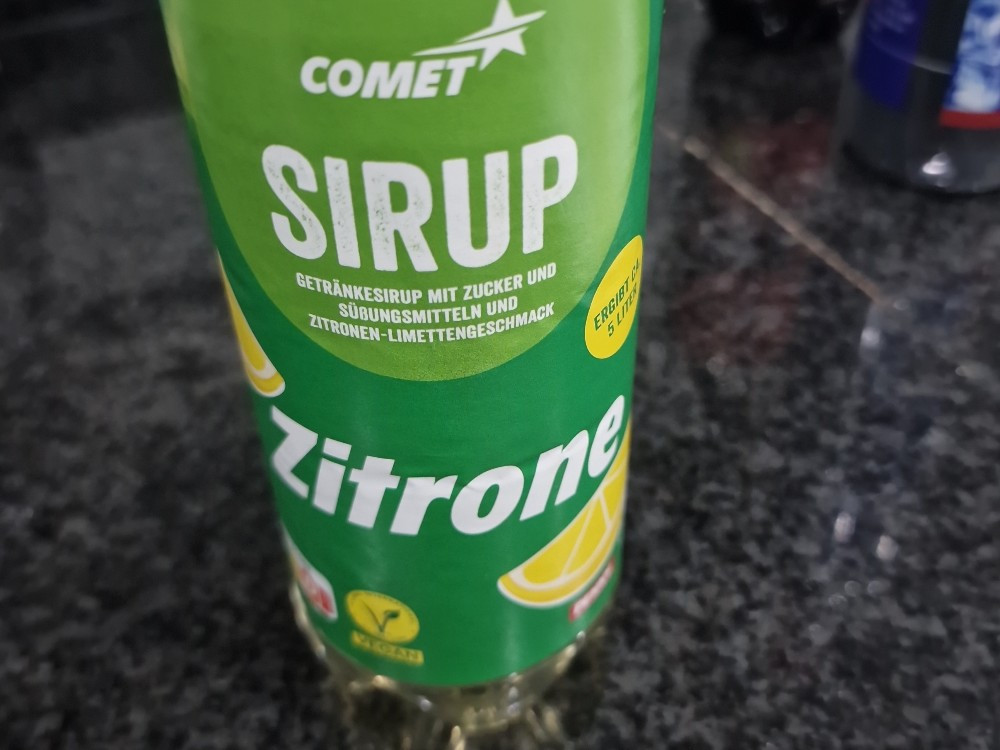 COMET
SIRUP
GETRÄNKESIRUP MIT ZUCKER UND
SÜßUNGSMITTELN UND
ZITRONEN-LIMETTENGESCHMACK
ERGIBT CA.
5 LITER
Zitrone
VEGAN